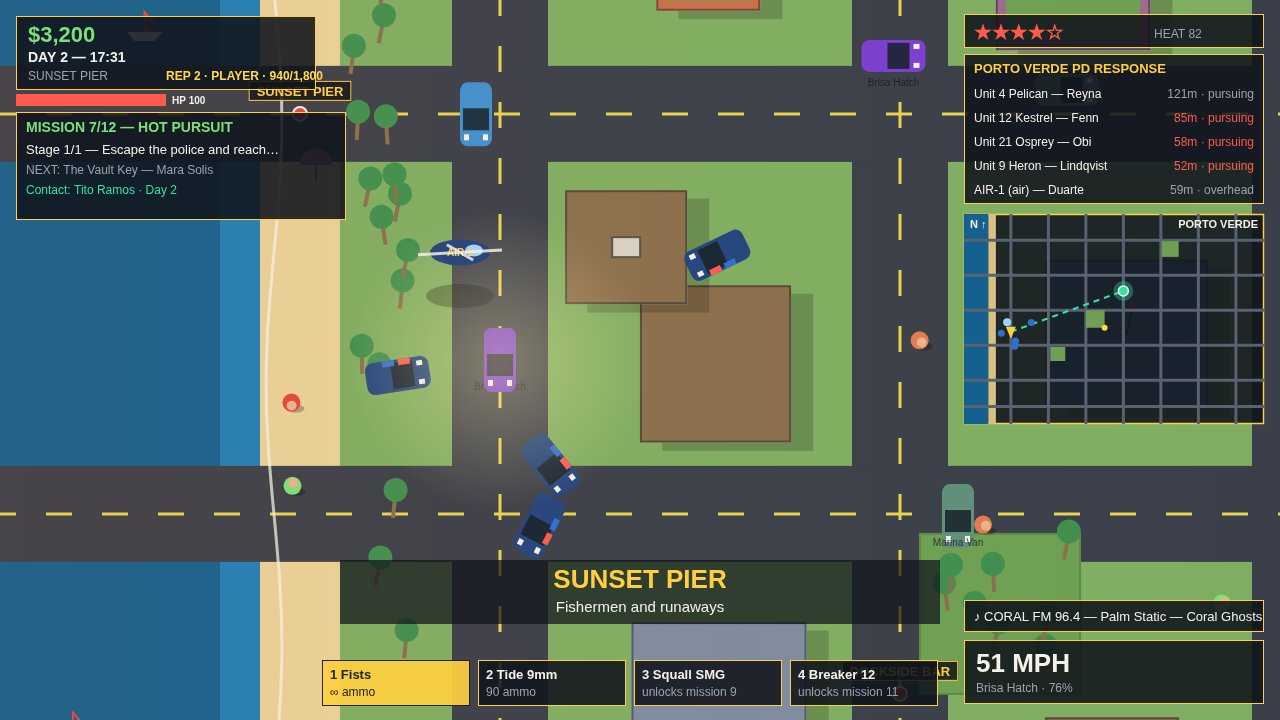 $3,200
DAY 2 — 17:31
SUNSET PIER
REP 2 · PLAYER · 940/1,800
HP 100
SUNSET PIER
MISSION 7/12 — HOT PURSUIT
Stage 1/1 — Escape the police and reach…
NEXT: The Vault Key — Mara Solis
Contact: Tito Ramos · Day 2
★★★★☆
HEAT 82
PORTO VERDE PD RESPONSE
Unit 4 Pelican — Reyna 121m · pursuing
Unit 12 Kestrel — Fenn 85m · pursuing
Unit 21 Osprey — Obi 58m · pursuing
Unit 9 Heron — Lindqvist 52m · pursuing
AIR-1 (air) — Duarte 59m · overhead
N ↑
PORTO VERDE
Brisa Hatch
Marina Van
SUNSET PIER
Fishermen and runaways
♪ CORAL FM 96.4 — Palm Static — Coral Ghosts
51 MPH
Brisa Hatch · 76%
1 Fists
∞ ammo
2 Tide 9mm
90 ammo
3 Squall SMG
unlocks mission 9
4 Breaker 12
unlocks mission 11